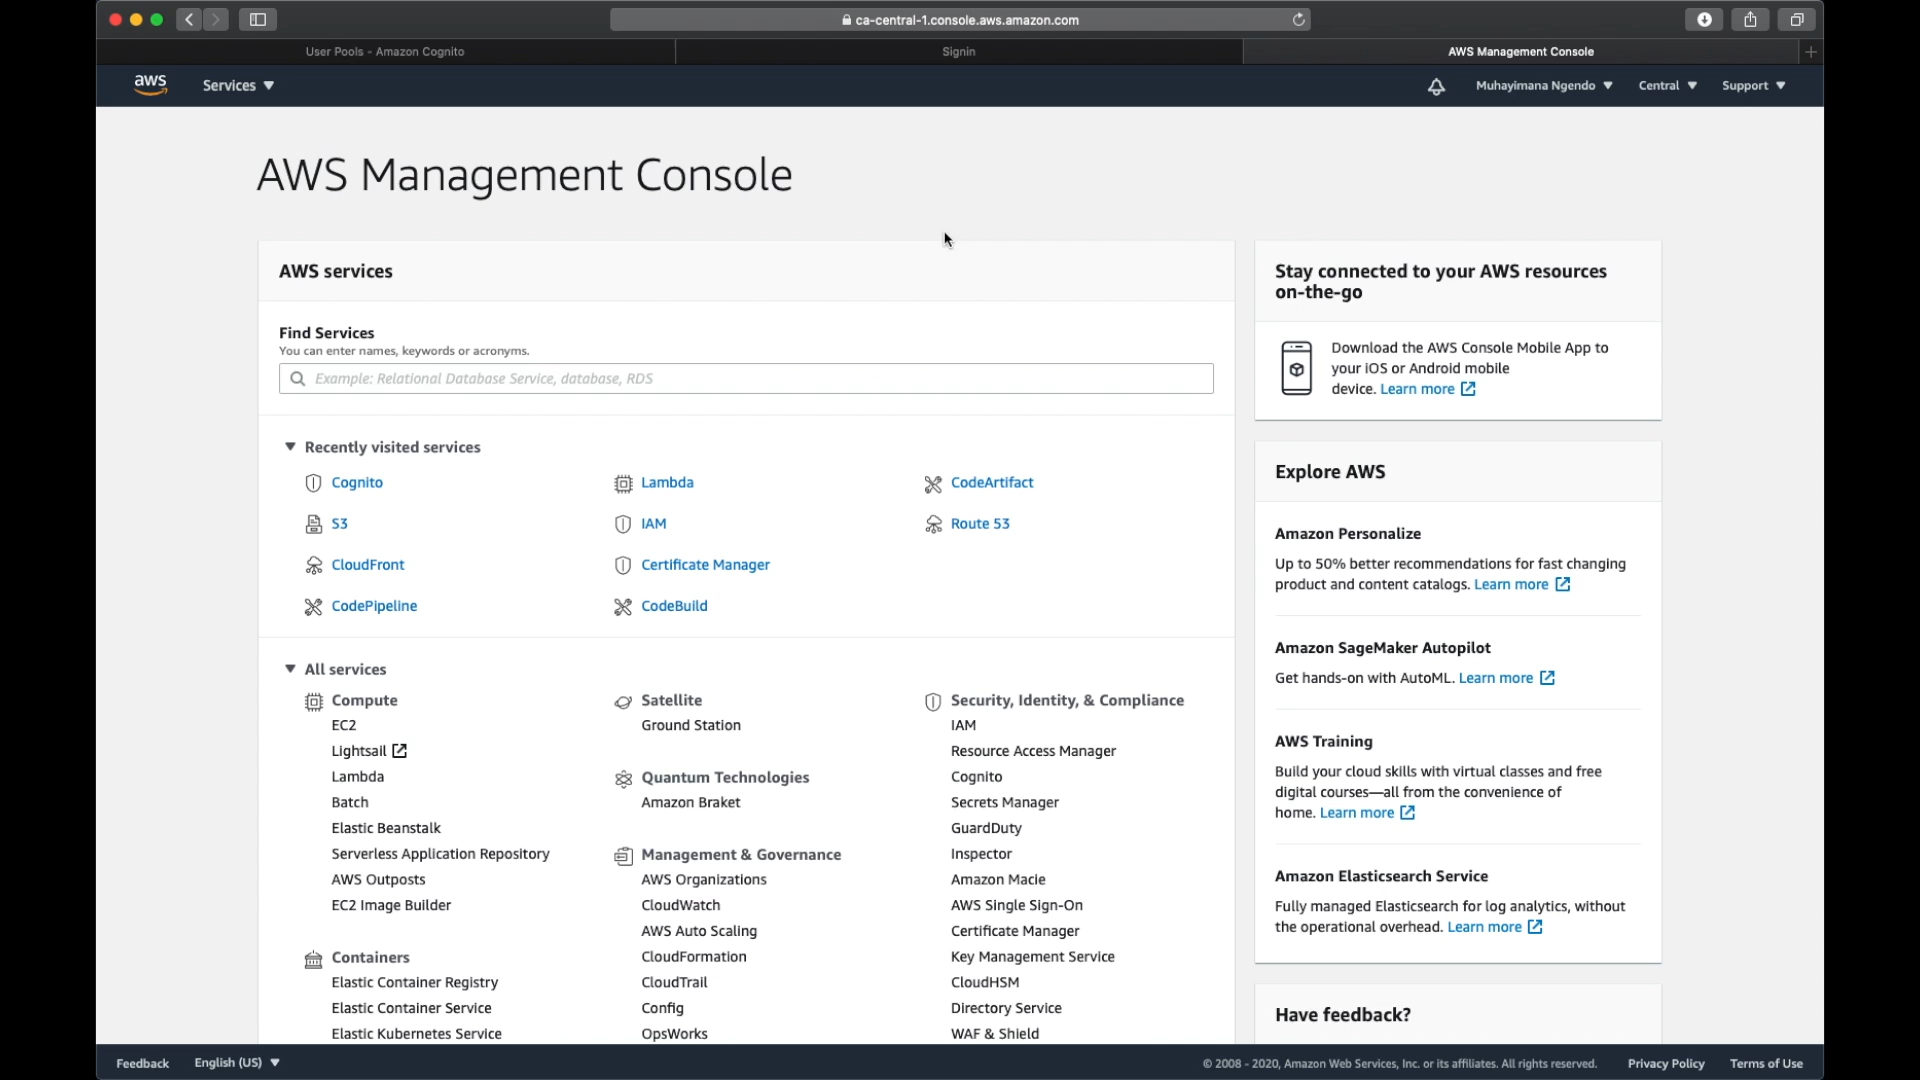 ca-central-1.console.aws.amazon.com
User Pools - Amazon Cognito
Signin
AWS Management Console
aws
Services
Muhayimana Ngendo
Central
Support
AWS Management Console
AWS services
Find Services
You can enter names, keywords or acronyms.
Example: Relational Database Service, database, RDS
Recently visited services
Cognito
Lambda
CodeArtifact
S3
IAM
Route 53
CloudFront
Certificate Manager
CodePipeline
CodeBuild
All services
Compute
EC2
Lightsail
Lambda
Batch
Elastic Beanstalk
Serverless Application Repository
AWS Outposts
EC2 Image Builder
Containers
Elastic Container Registry
Elastic Container Service
Elastic Kubernetes Service
Satellite
Ground Station
Quantum Technologies
Amazon Braket
Management & Governance
AWS Organizations
CloudWatch
AWS Auto Scaling
CloudFormation
CloudTrail
Config
OpsWorks
Security, Identity, & Compliance
IAM
Resource Access Manager
Cognito
Secrets Manager
GuardDuty
Inspector
Amazon Macie
AWS Single Sign-On
Certificate Manager
Key Management Service
CloudHSM
Directory Service
WAF & Shield
Stay connected to your AWS resources
on-the-go
Download the AWS Console Mobile App to
your iOS or Android mobile
device. Learn more
Explore AWS
Amazon Personalize
Up to 50% better recommendations for fast changing
product and content catalogs. Learn more
Amazon SageMaker Autopilot
Get hands-on with AutoML. Learn more
AWS Training
Build your cloud skills with virtual classes and free
digital courses—all from the convenience of
home. Learn more
Amazon Elasticsearch Service
Fully managed Elasticsearch for log analytics, without
the operational overhead. Learn more
Have feedback?
Feedback
English (US)
© 2008 - 2020, Amazon Web Services, Inc. or its affiliates. All rights reserved.
Privacy Policy
Terms of Use